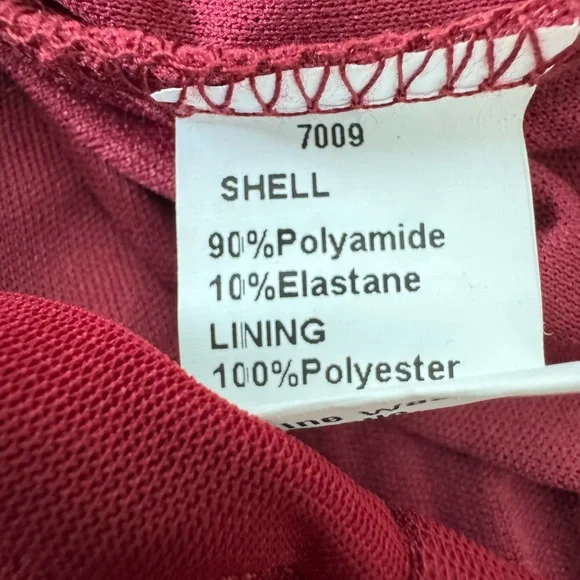 7009
SHELL
90%Polyamide
10%Elastane
LINING
100%Polyester